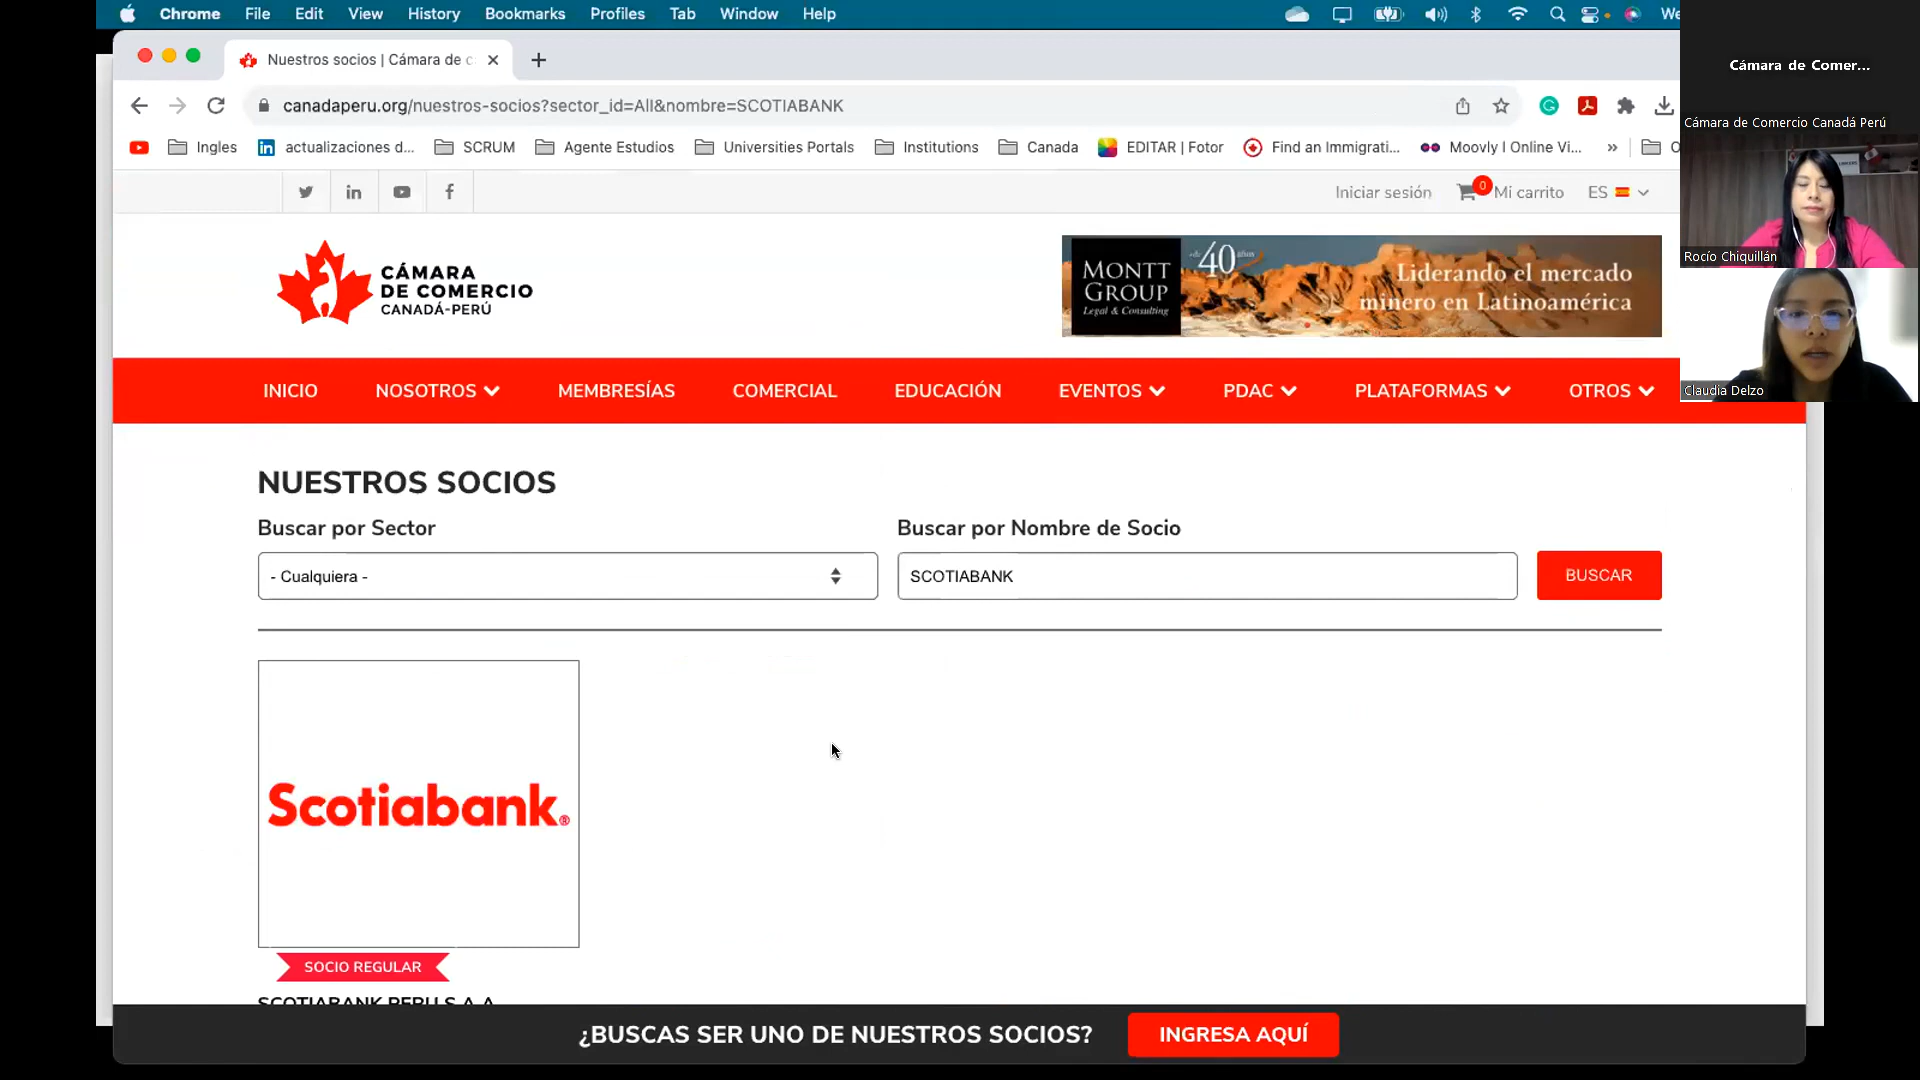 Chrome File Edit View History Bookmarks Profiles Tab Window Help
Nuestros socios | Cámara de c
canadaperu.org/nuestros-socios?sector_id=All&nombre=SCOTIABANK
Ingles actualizaciones d... SCRUM Agente Estudios Universities Portals Institutions Canada EDITAR | Fotor Find an Immigrati... Moovly I Online Vi... »
Iniciar sesión 0 Mi carrito ES
CÁMARA
DE COMERCIO
CANADÁ-PERÚ
MONTT
GROUP
Legal & Consulting
40 años
Liderando el mercado
minero en Latinoamérica
INICIO NOSOTROS MEMBRESÍAS COMERCIAL EDUCACIÓN EVENTOS PDAC PLATAFORMAS OTROS
NUESTROS SOCIOS
Buscar por Sector
- Cualquiera -
Buscar por Nombre de Socio
SCOTIABANK
BUSCAR
Scotiabank®
SOCIO REGULAR
SCOTIABANK PERU S.A.A.
¿BUSCAS SER UNO DE NUESTROS SOCIOS? INGRESA AQUÍ
Cámara de Comer...
Cámara de Comercio Canadá Perú
Rocío Chiquillán
Claudia Delzo